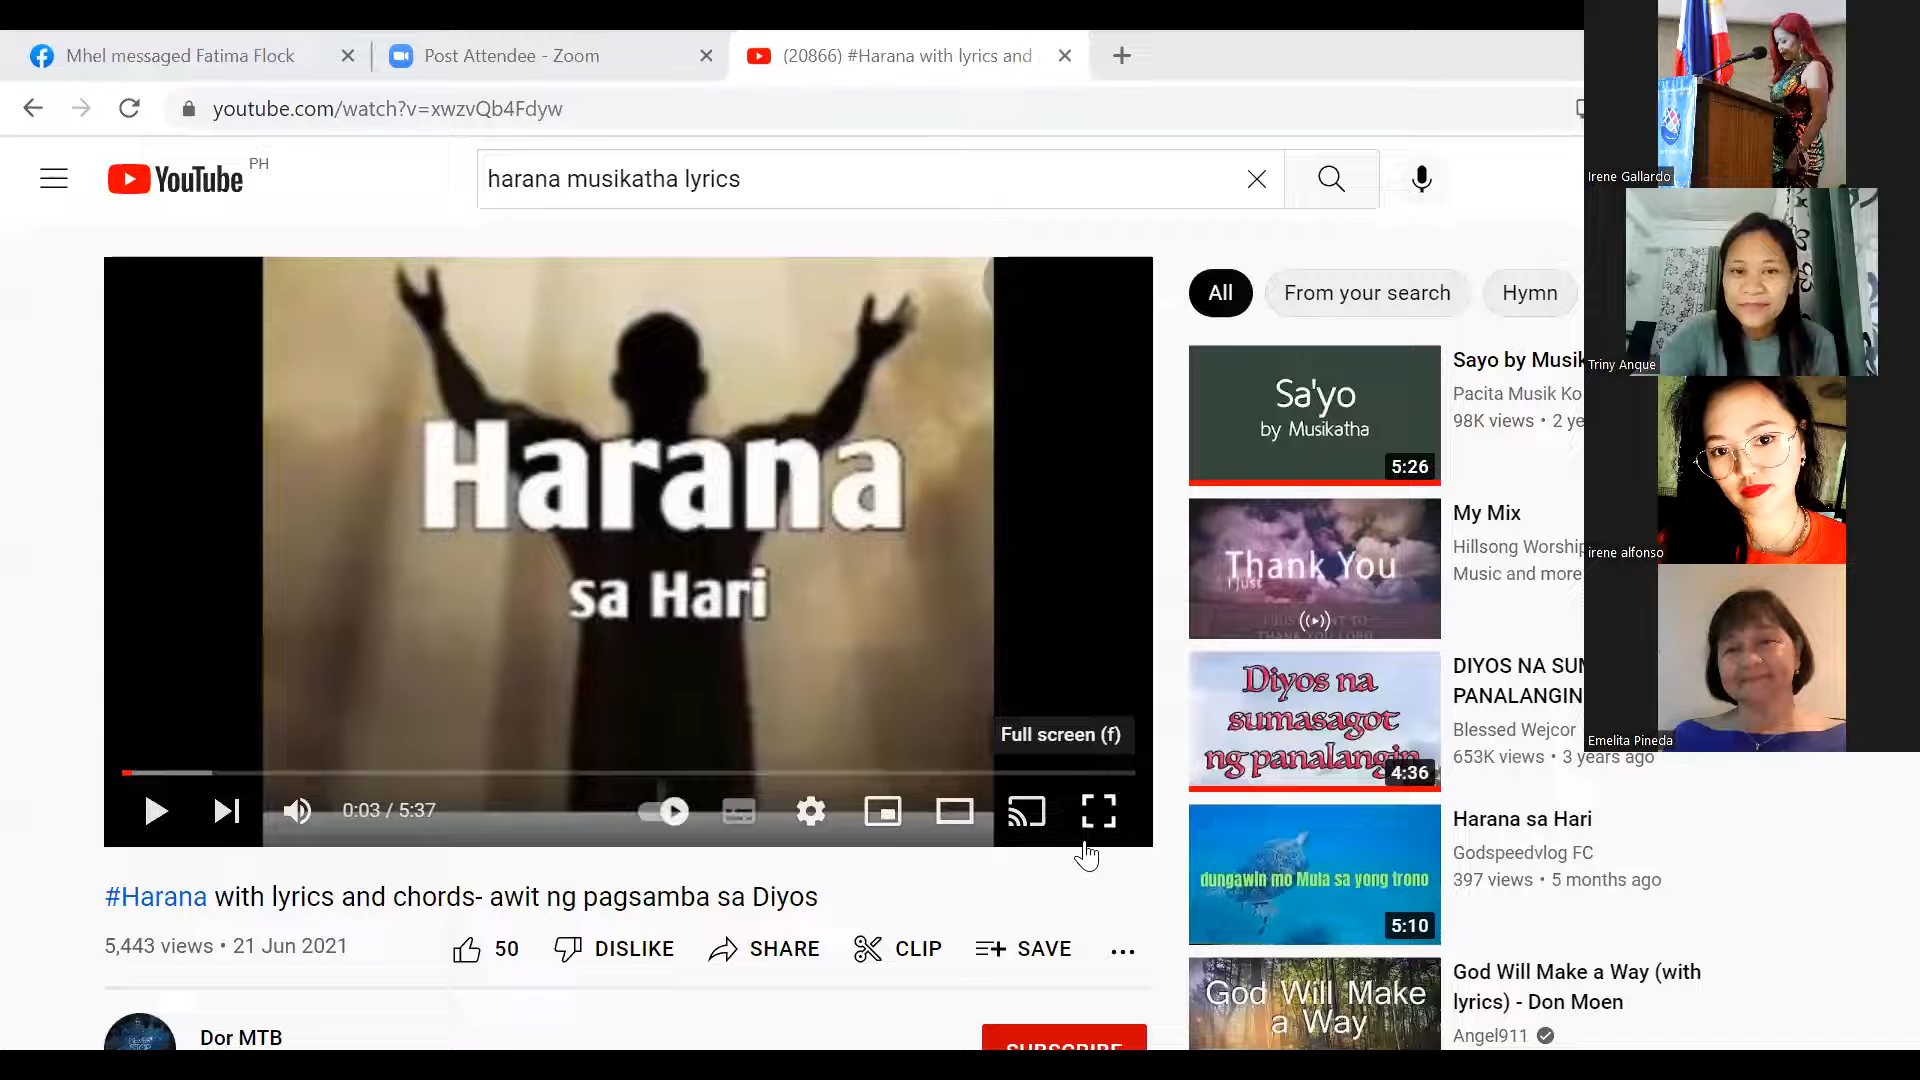 Mhel messaged Fatima Flock
Post Attendee - Zoom
(20866) #Harana with lyrics and
youtube.com/watch?v=xwzvQb4Fdyw
YouTube PH
harana musikatha lyrics
Harana
sa Hari
Full screen (f)
0:03 / 5:37
#Harana with lyrics and chords- awit ng pagsamba sa Diyos
5,443 views • 21 Jun 2021
50
DISLIKE
SHARE
CLIP
SAVE
Dor MTB
SUBSCRIBE
All
From your search
Hymn
Sa'yo
by Musikatha
5:26
Sayo by Musik
Pacita Musik Ko
98K views • 2 ye
Thank You
My Mix
Hillsong Worship
Music and more
Diyos na
sumasagot
ng panalangin
4:36
DIYOS NA SUM
PANALANGIN
Blessed Wejcor
653K views • 3 years ago
dungawin mo Mula sa yong trono
5:10
Harana sa Hari
Godspeedvlog FC
397 views • 5 months ago
God Will Make
a Way
God Will Make a Way (with
lyrics) - Don Moen
Angel911
Irene Gallardo
Triny Anque
irene alfonso
Emelita Pineda